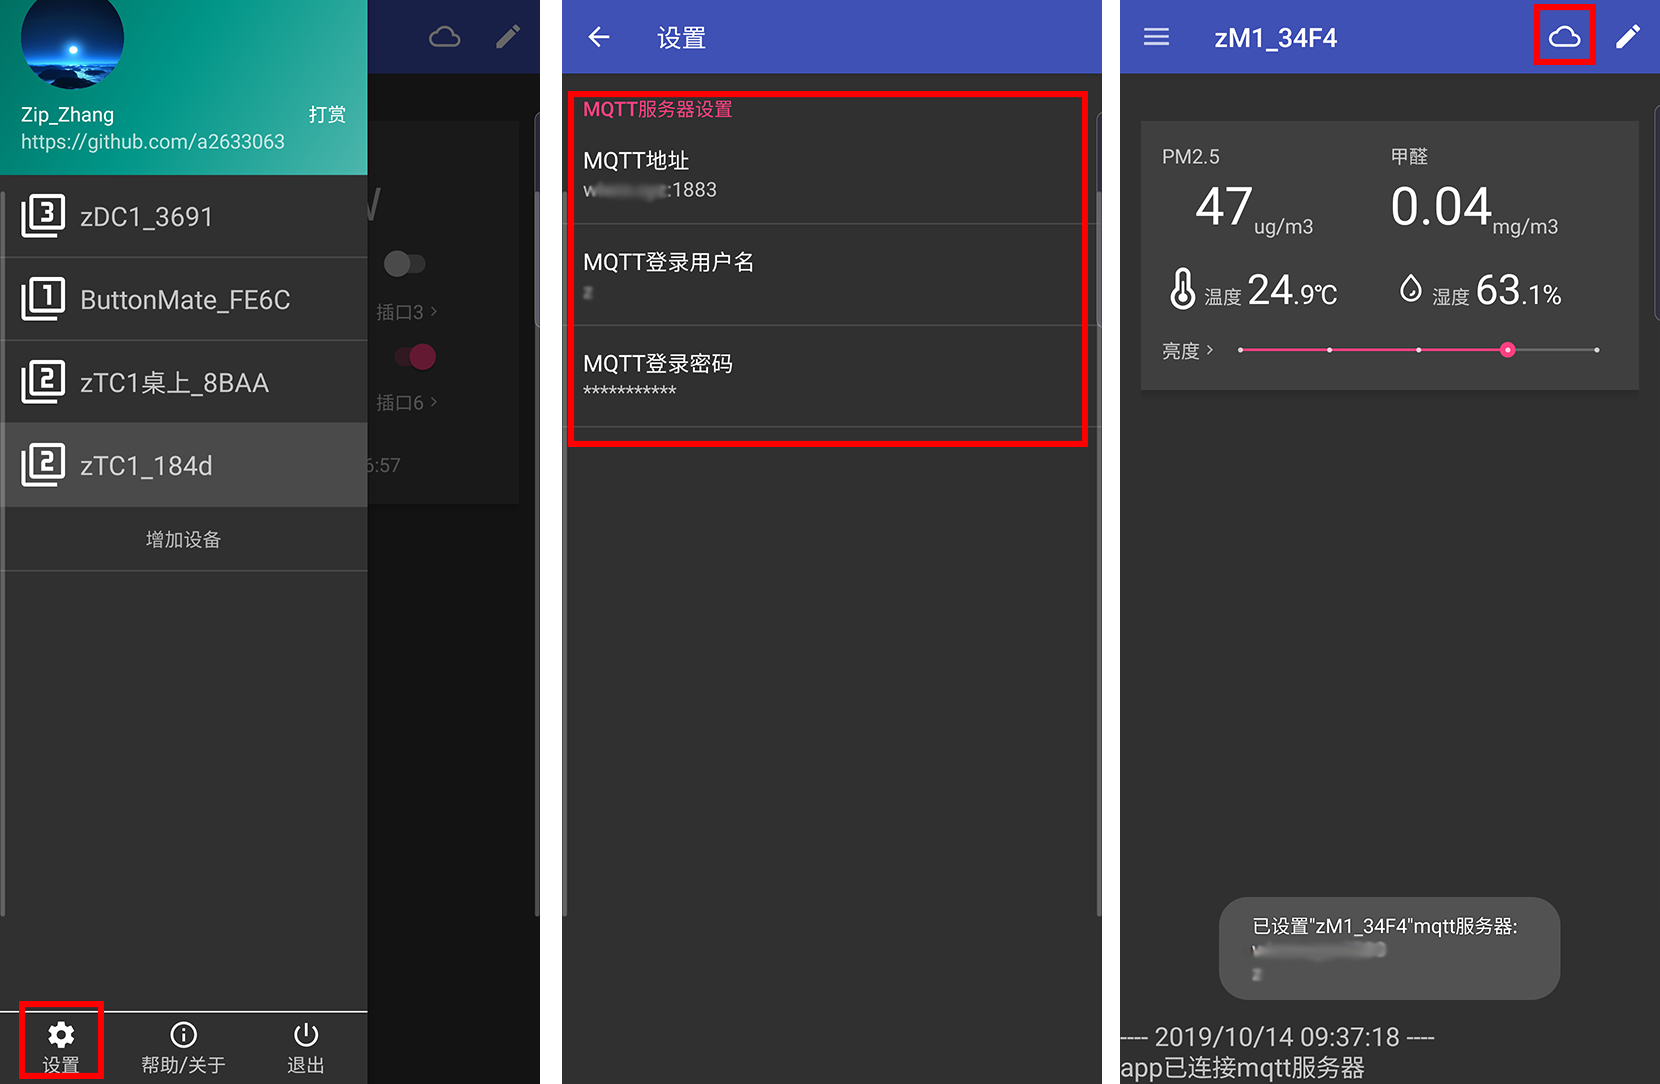 Zip_Zhang 打赏
https://github.com/a2633063
3 zDC1_3691
1 ButtonMate_FE6C
2 zTC1桌上_8BAA
2 zTC1_184d
增加设备
设置 帮助/关于 退出
插口3 >
插口6 >
6:57
设置
MQTT服务器设置
MQTT地址
:1883
MQTT登录用户名
z
MQTT登录密码
***********
zM1_34F4
PM2.5 甲醛
47 ug/m3 0.04 mg/m3
温度 24.9℃ 湿度 63.1%
亮度 >
已设置"zM1_34F4"mqtt服务器:
z
---- 2019/10/14 09:37:18 ----
app已连接mqtt服务器